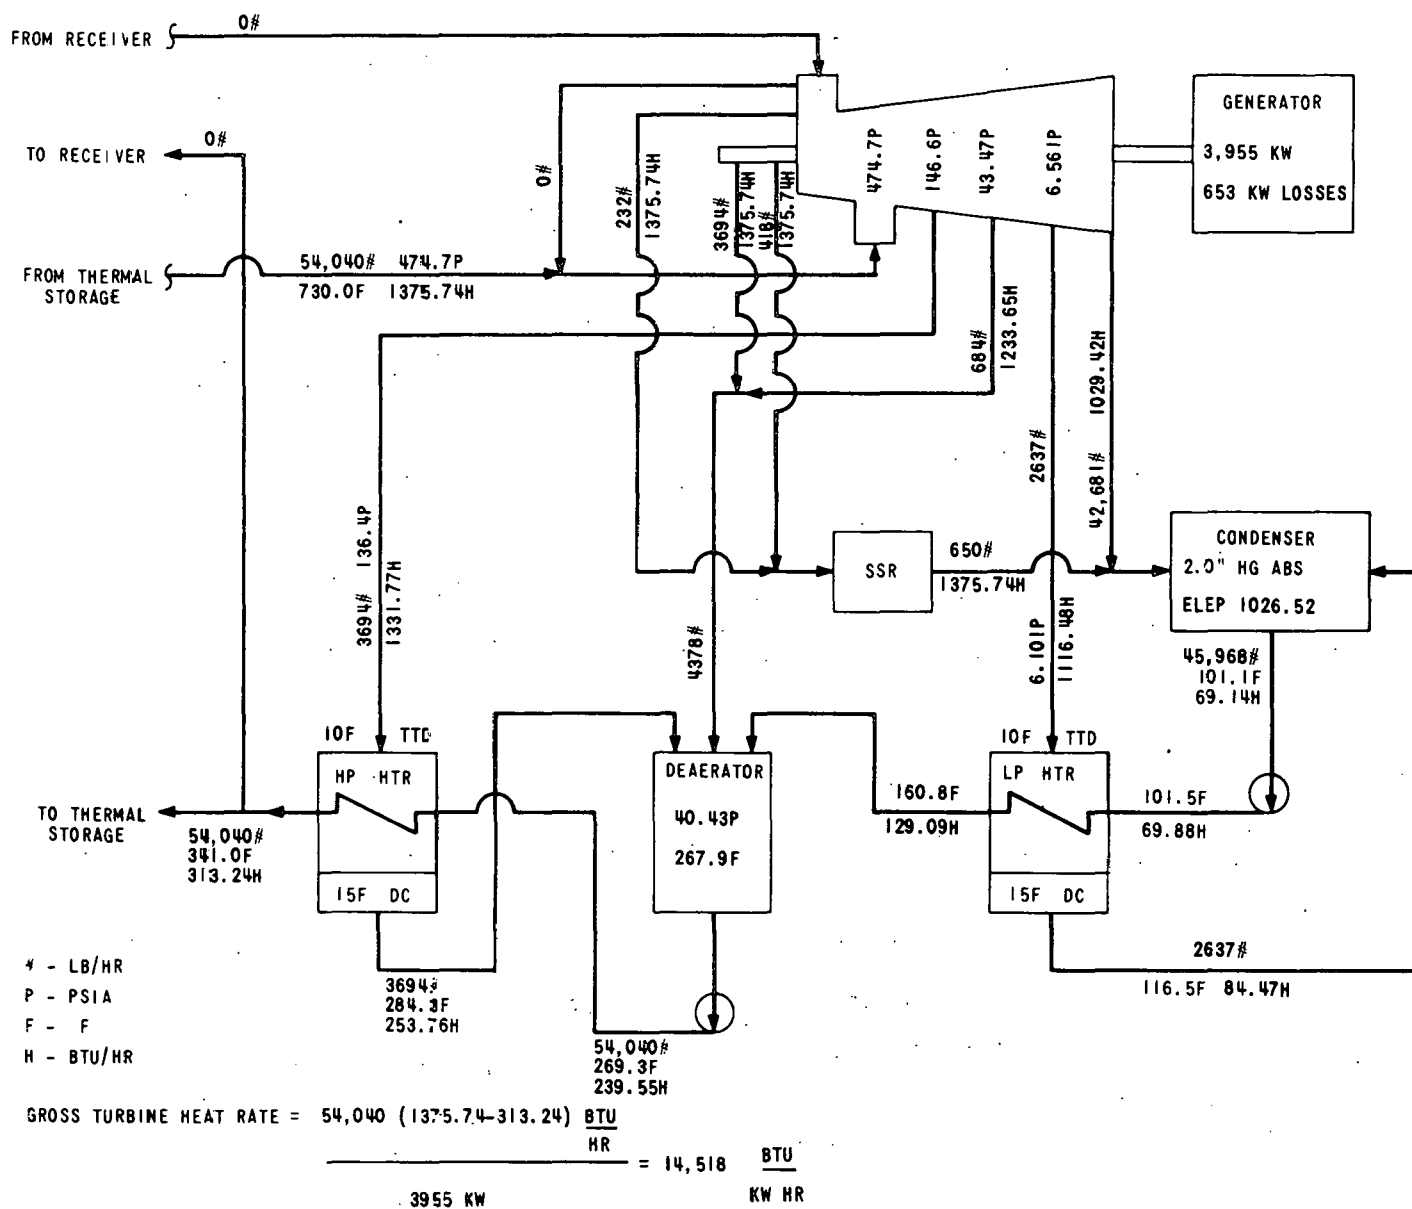 FROM RECEIVER
0#
TO RECEIVER
0#
FROM THERMAL
STORAGE
54,040# 474.7P
730.0F 1375.74H
0#
232#
1375.74H
3694#
1375.74H
418#
1375.74H
474.7P
146.6P
43.47P
6.561P
GENERATOR
3,955 KW
653 KW LOSSES
684#
1233.65H
2637#
42,681# 1029.42H
3694# 136.4P
1331.77H
4378#
SSR
650#
1375.74H
6.101P
1116.48H
CONDENSER
2.0" HG ABS
ELEP 1026.52
45,968#
101.1F
69.14H
10F TTD
HP HTR
15F DC
TO THERMAL
STORAGE
54,040#
341.0F
313.24H
DEAERATOR
40.43P
267.9F
160.8F
129.09H
10F TTD
LP HTR
15F DC
101.5F
69.88H
2637#
116.5F 84.47H
3694#
284.3F
253.76H
54,040#
269.3F
239.55H
# - LB/HR
P - PSIA
F - F
H - BTU/HR
GROSS TURBINE HEAT RATE = 54,040 (1375.74-313.24) BTU
HR
= 14,518 BTU
KW HR
3955 KW